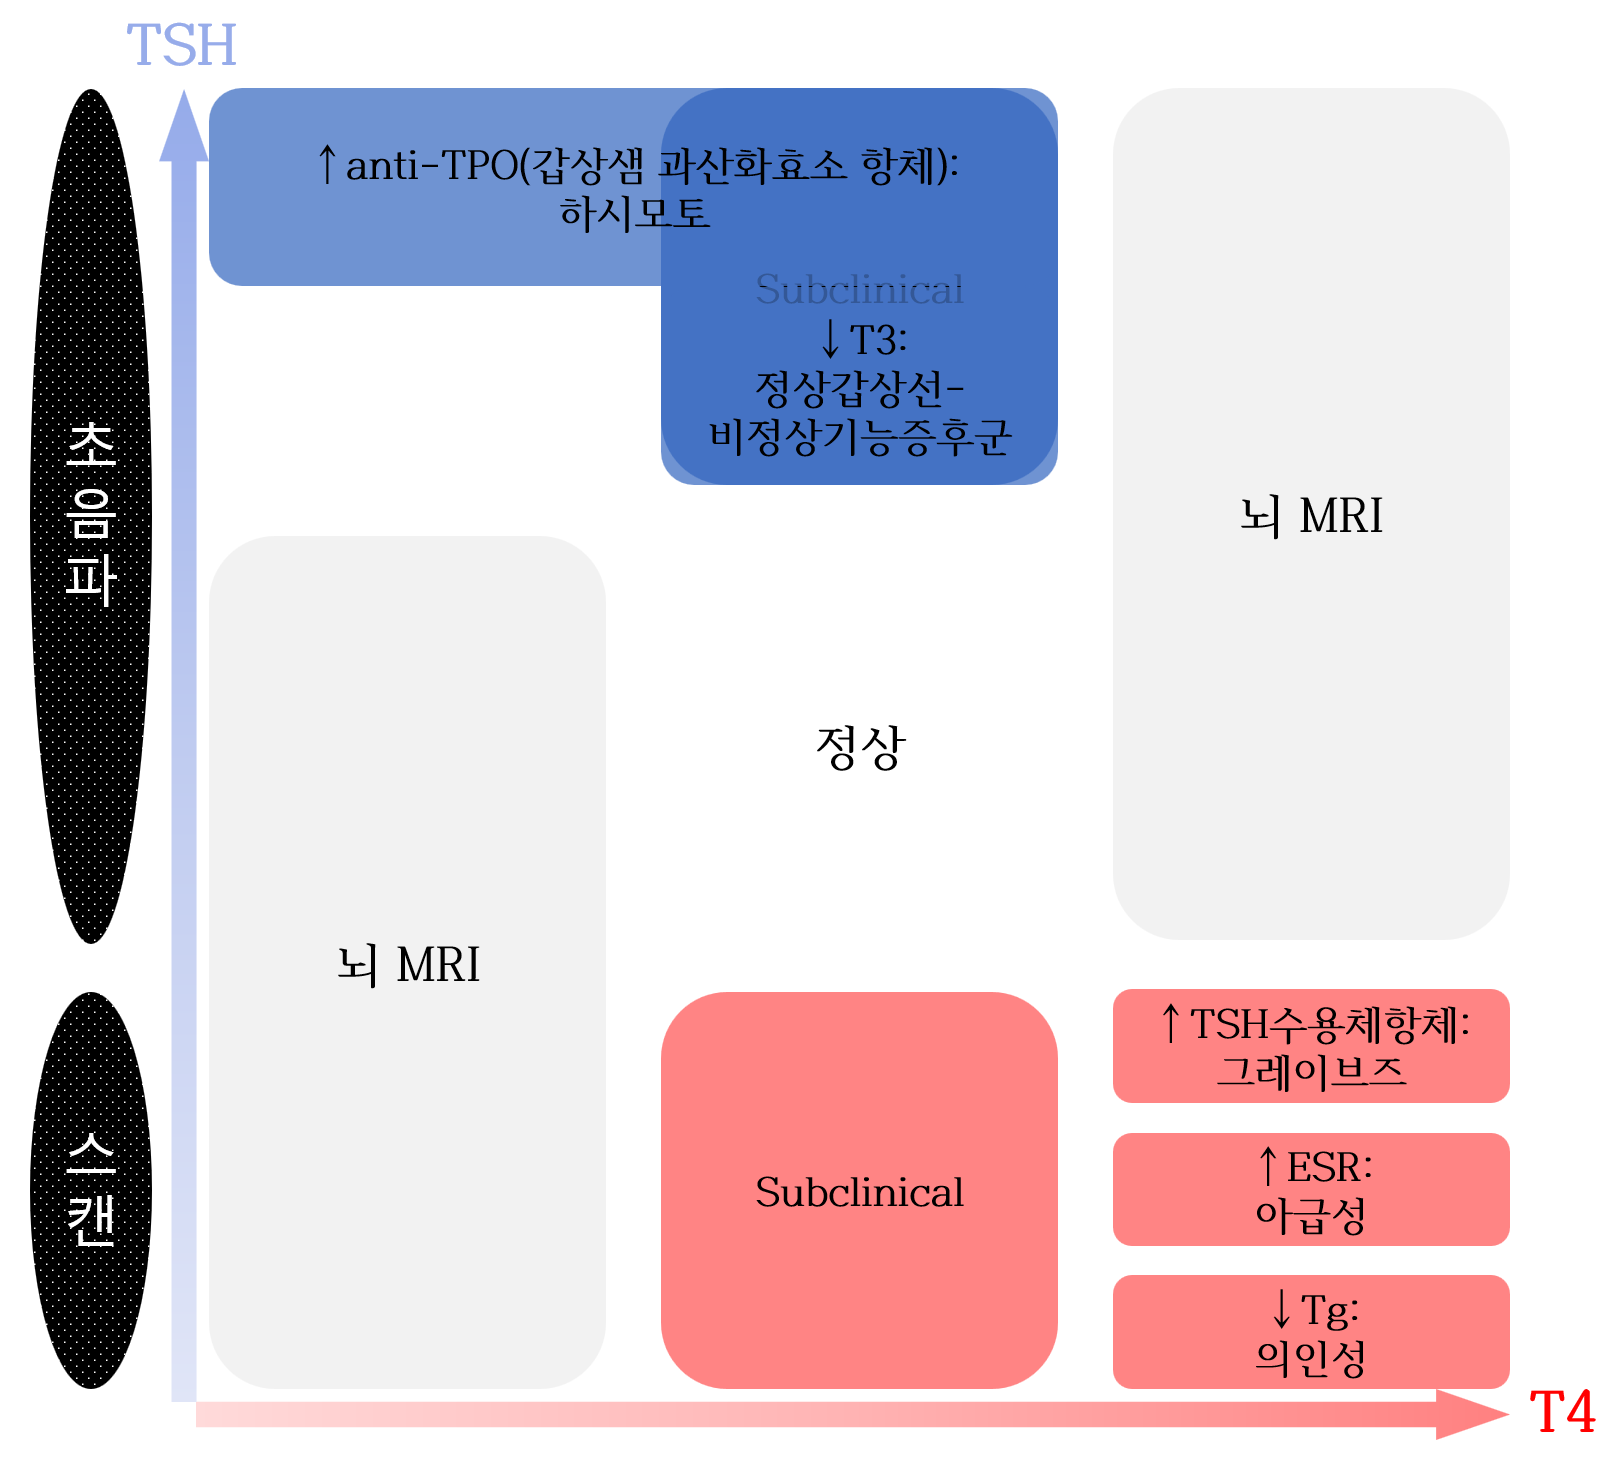 TSH
↑anti-TPO(갑상샘 과산화효소 항체):
하시모토
Subclinical
↓T3:
정상갑상선-
비정상기능증후군
초
음
파
뇌 MRI
정상
뇌 MRI
스
캔
Subclinical
↑TSH수용체항체:
그레이브즈
↑ESR:
아급성
↓Tg:
의인성
T4